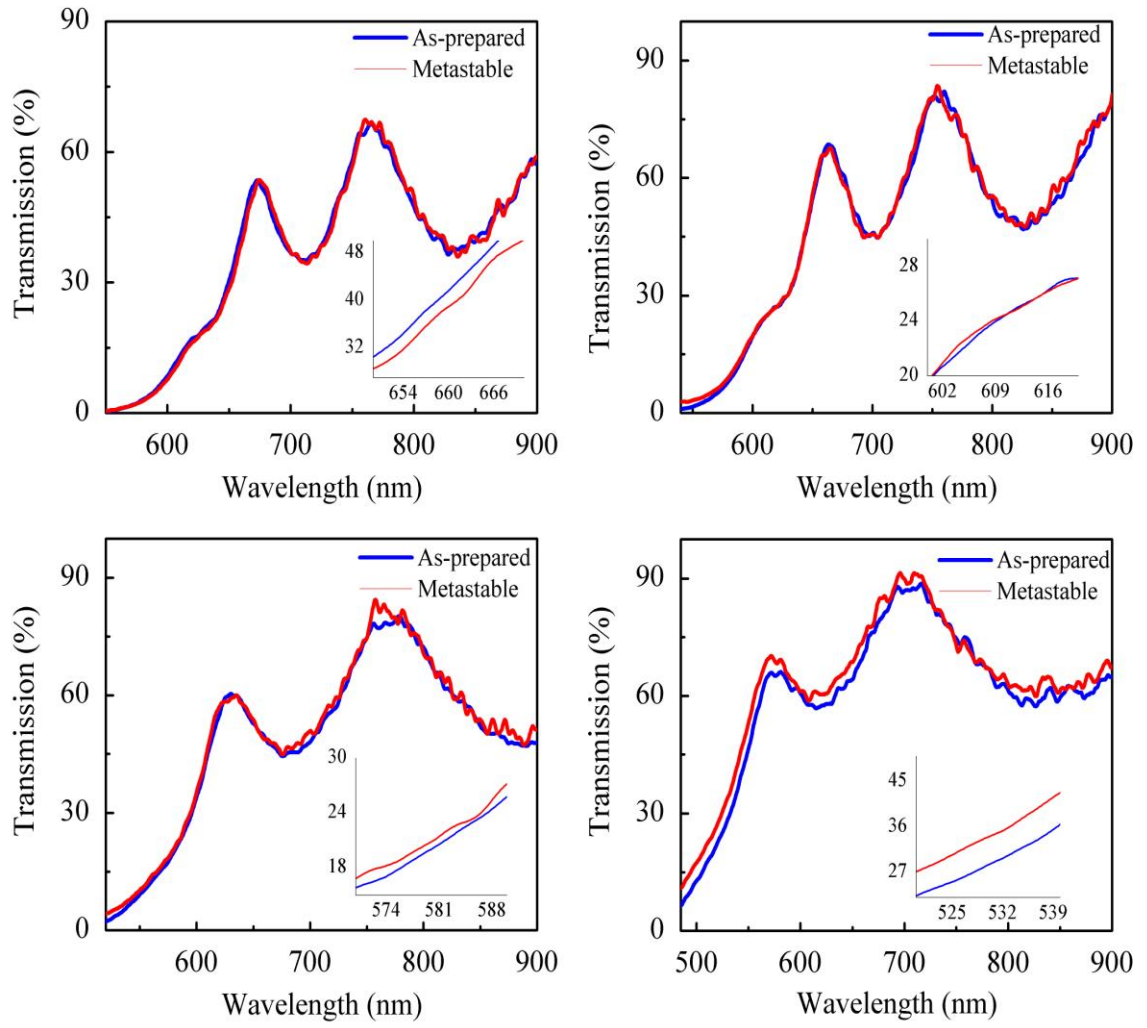 90
As-prepared
Metastable
60
Transmission (%)
30
48
40
32
654 660 666
0
600 700 800 900
Wavelength (nm)
As-prepared
90
Metastable
60
Transmission (%)
30
28
24
20
602 609 616
0
600 700 800 900
Wavelength (nm)
As-prepared
90
Metastable
60
Transmission (%)
30
30
24
18
574 581 588
0
600 700 800 900
Wavelength (nm)
As-prepared
90
Metastable
60
Transmission (%)
30
45
36
27
525 532 539
0
500 600 700 800 900
Wavelength (nm)